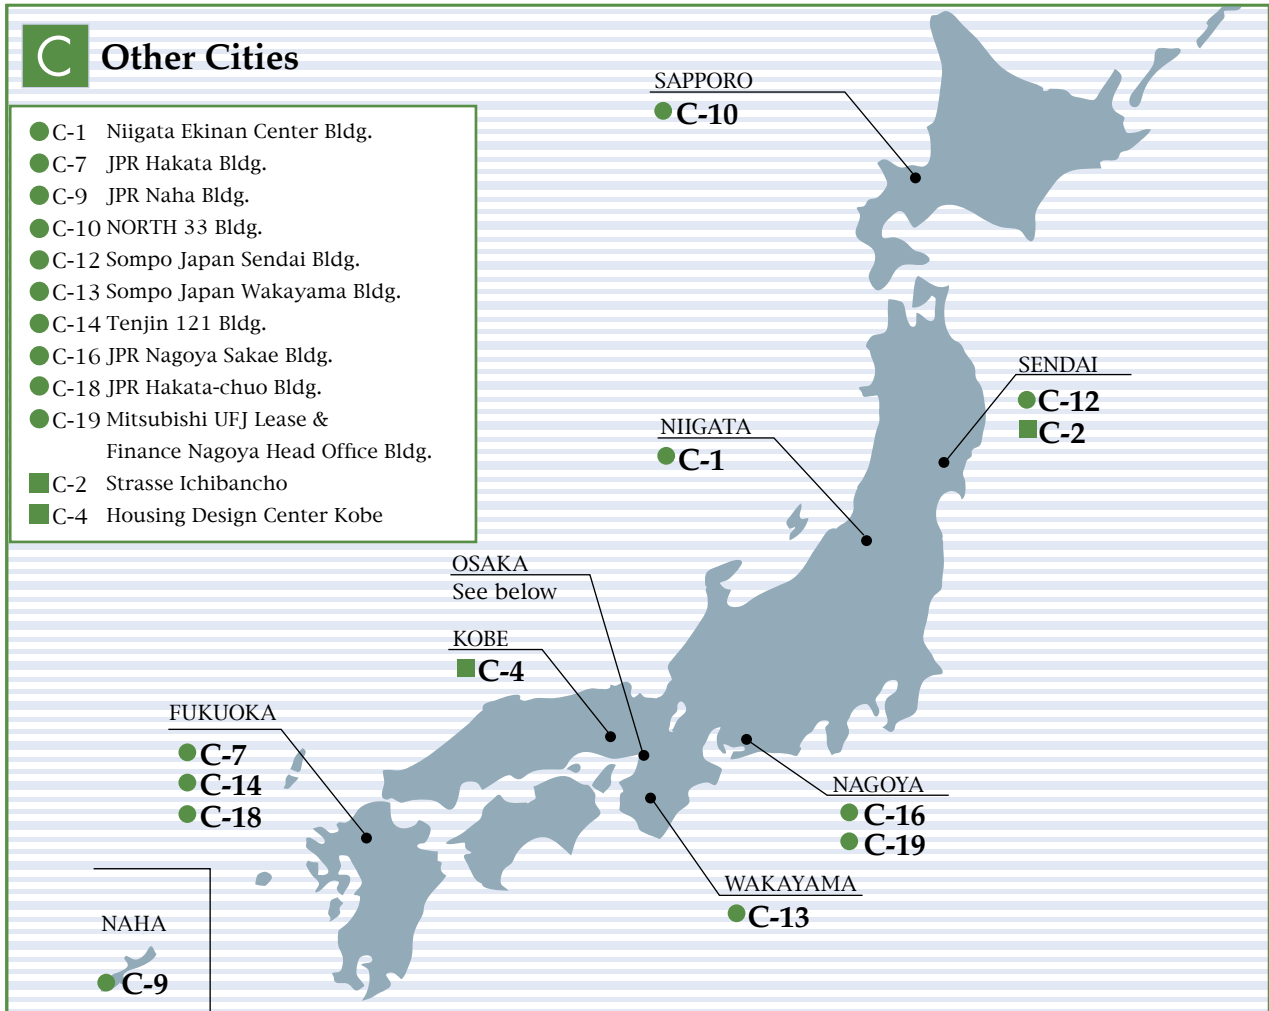 C Other Cities
C-1 Niigata Ekinan Center Bldg.
C-7 JPR Hakata Bldg.
C-9 JPR Naha Bldg.
C-10 NORTH 33 Bldg.
C-12 Sompo Japan Sendai Bldg.
C-13 Sompo Japan Wakayama Bldg.
C-14 Tenjin 121 Bldg.
C-16 JPR Nagoya Sakae Bldg.
C-18 JPR Hakata-chuo Bldg.
C-19 Mitsubishi UFJ Lease &
Finance Nagoya Head Office Bldg.
C-2 Strasse Ichibancho
C-4 Housing Design Center Kobe
SAPPORO
C-10
SENDAI
C-12
C-2
NIIGATA
C-1
OSAKA
See below
KOBE
C-4
FUKUOKA
C-7
C-14
C-18
NAGOYA
C-16
C-19
WAKAYAMA
C-13
NAHA
C-9